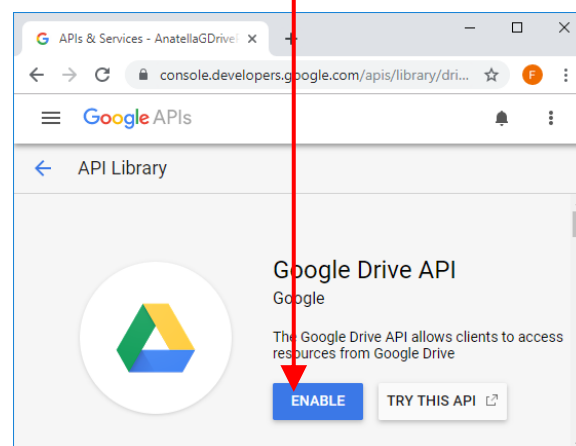 APIs & Services - AnatellaGDrive
console.developers.google.com/apis/library/dri...
F
Google APIs
API Library
Google Drive API
Google
The Google Drive API allows clients to access
resources from Google Drive
ENABLE
TRY THIS API